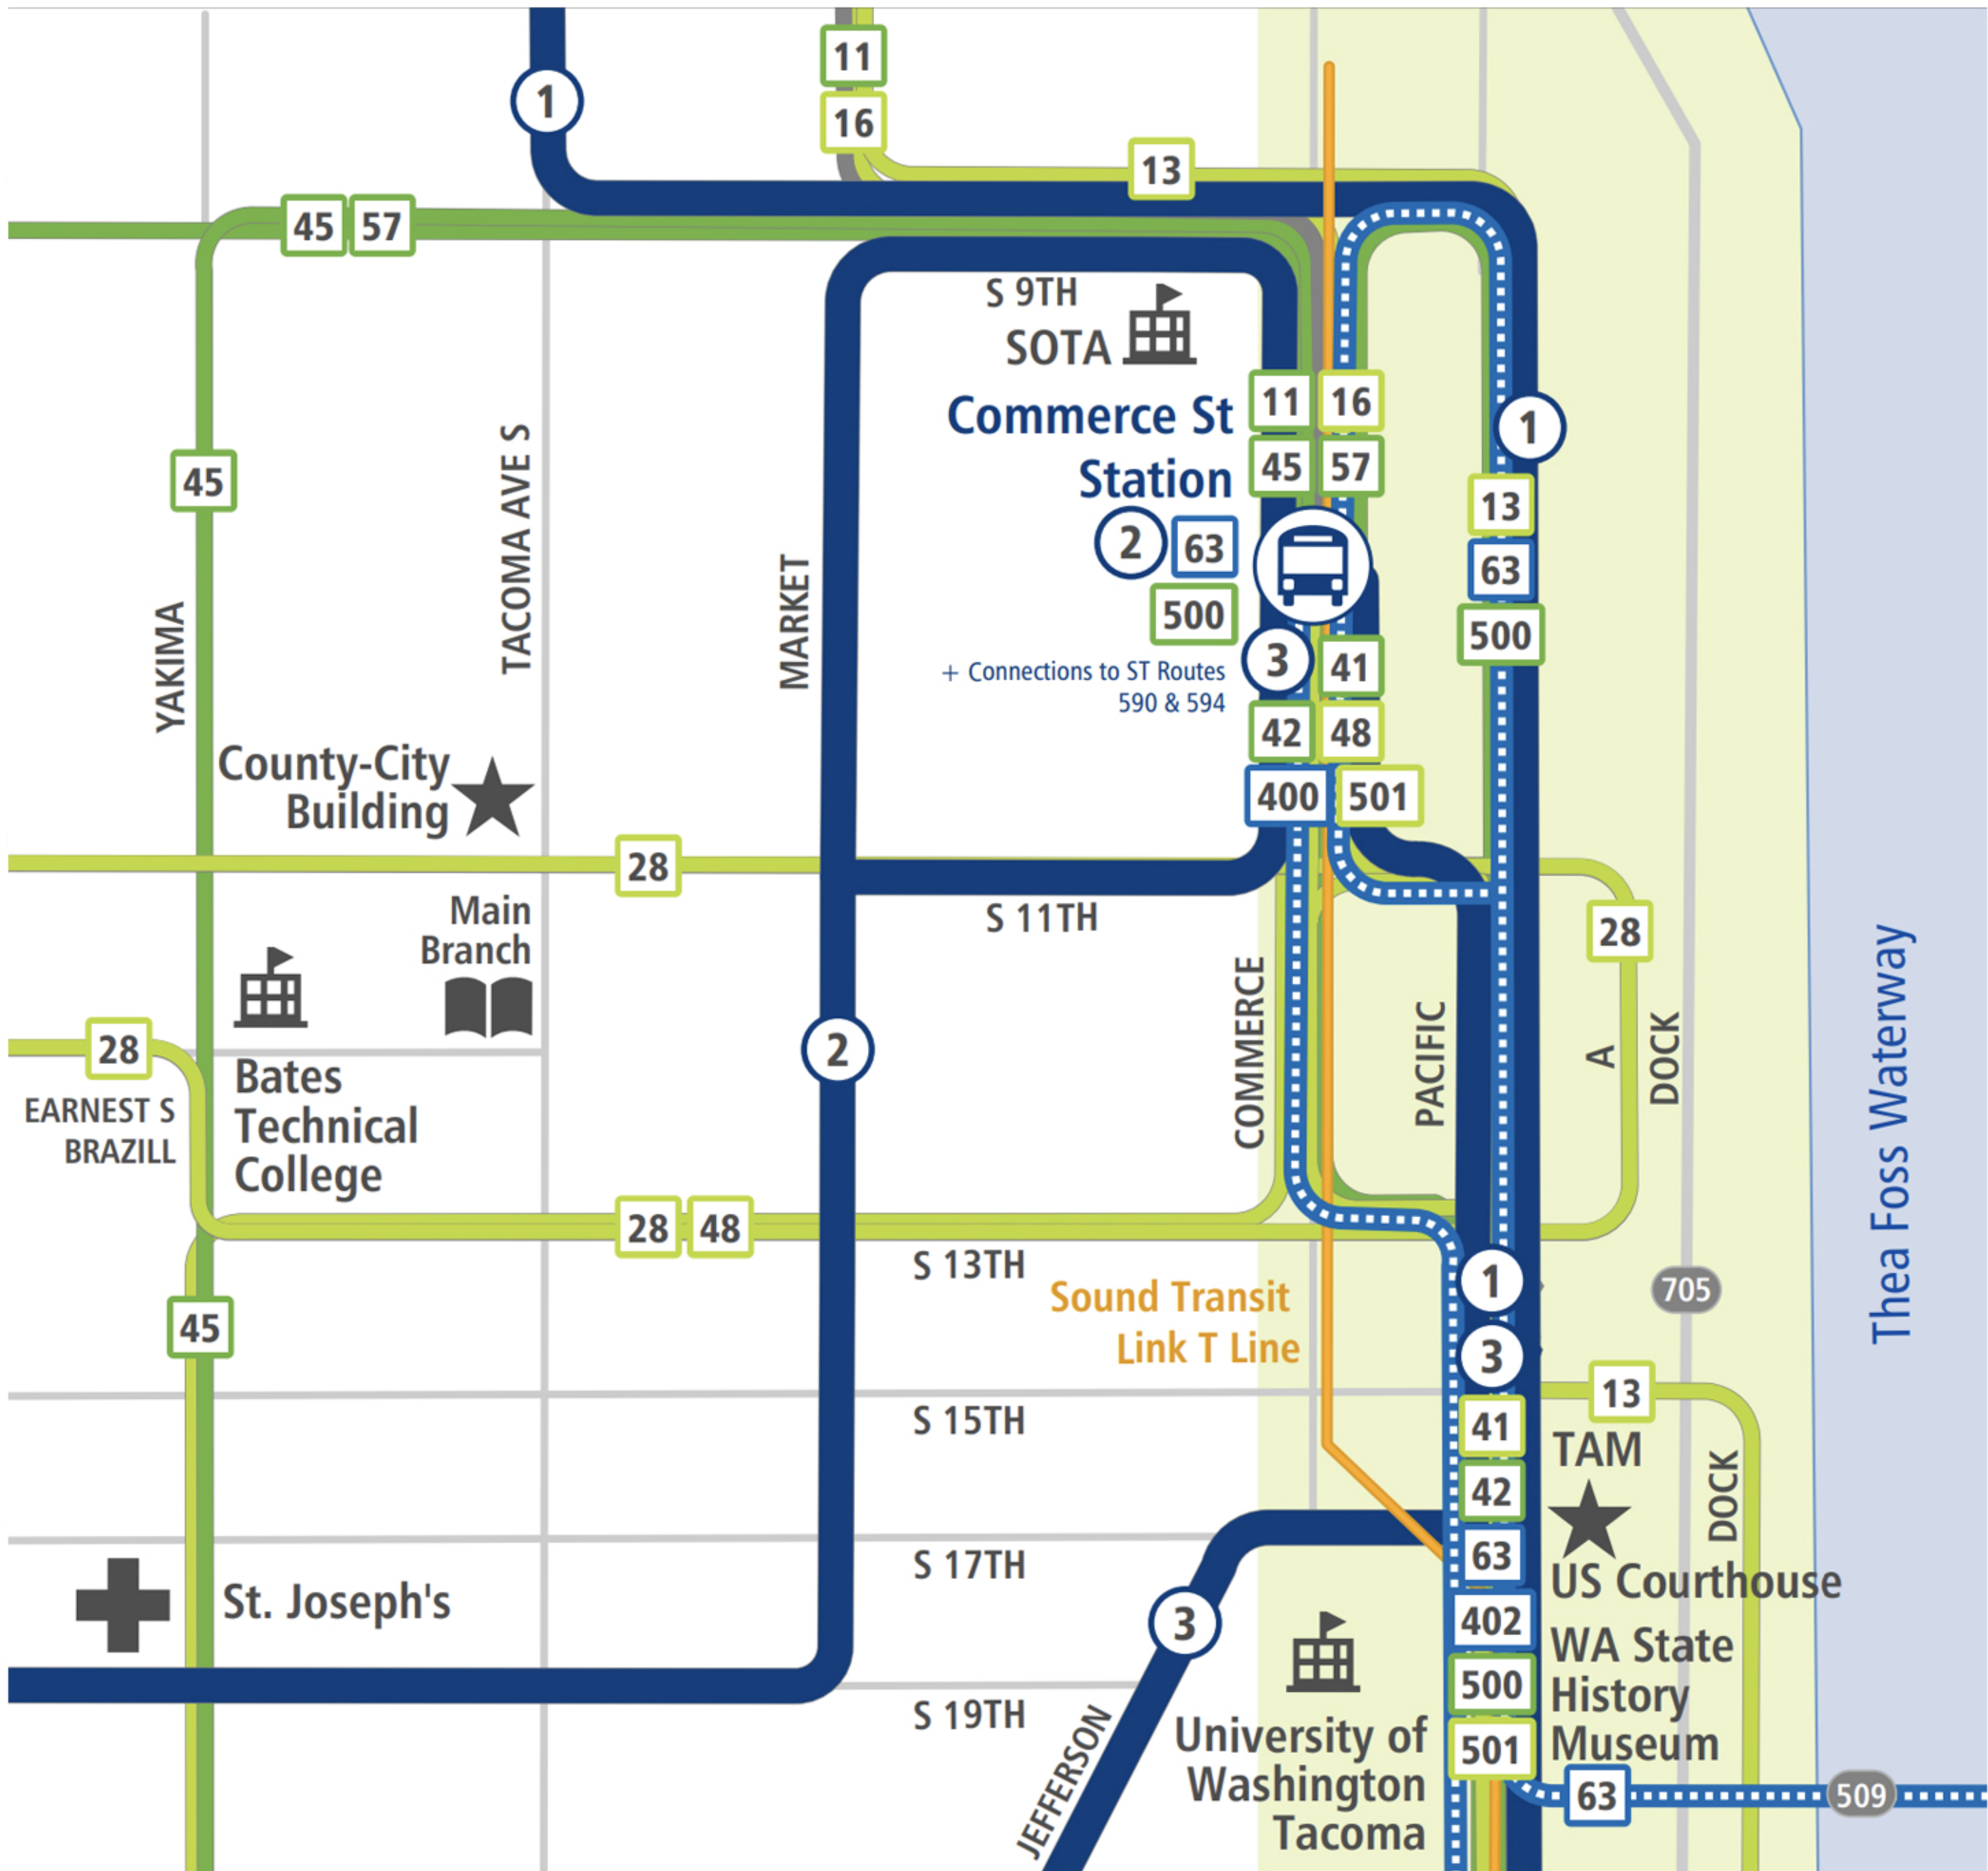 11
1
16
13
45 57
S 9TH
SOTA
11 16
Commerce St
Station
45 57
1
45
TACOMA AVE S
13
2 63
63
500
500
MARKET
YAKIMA
3 41
+ Connections to ST Routes
590 & 594
42 48
County-City
Building
400 501
28
Main
Branch
S 11TH
28
COMMERCE
PACIFIC
A
DOCK
Thea Foss Waterway
28
2
Bates
Technical
College
EARNEST S
BRAZILL
28 48
S 13TH
Sound Transit
Link T Line
1
705
45
3
13
S 15TH
41
TAM
42
DOCK
S 17TH
63
US Courthouse
St. Joseph's
3
402
WA State
History
Museum
500
S 19TH
501
JEFFERSON
University of
Washington
Tacoma
63
509